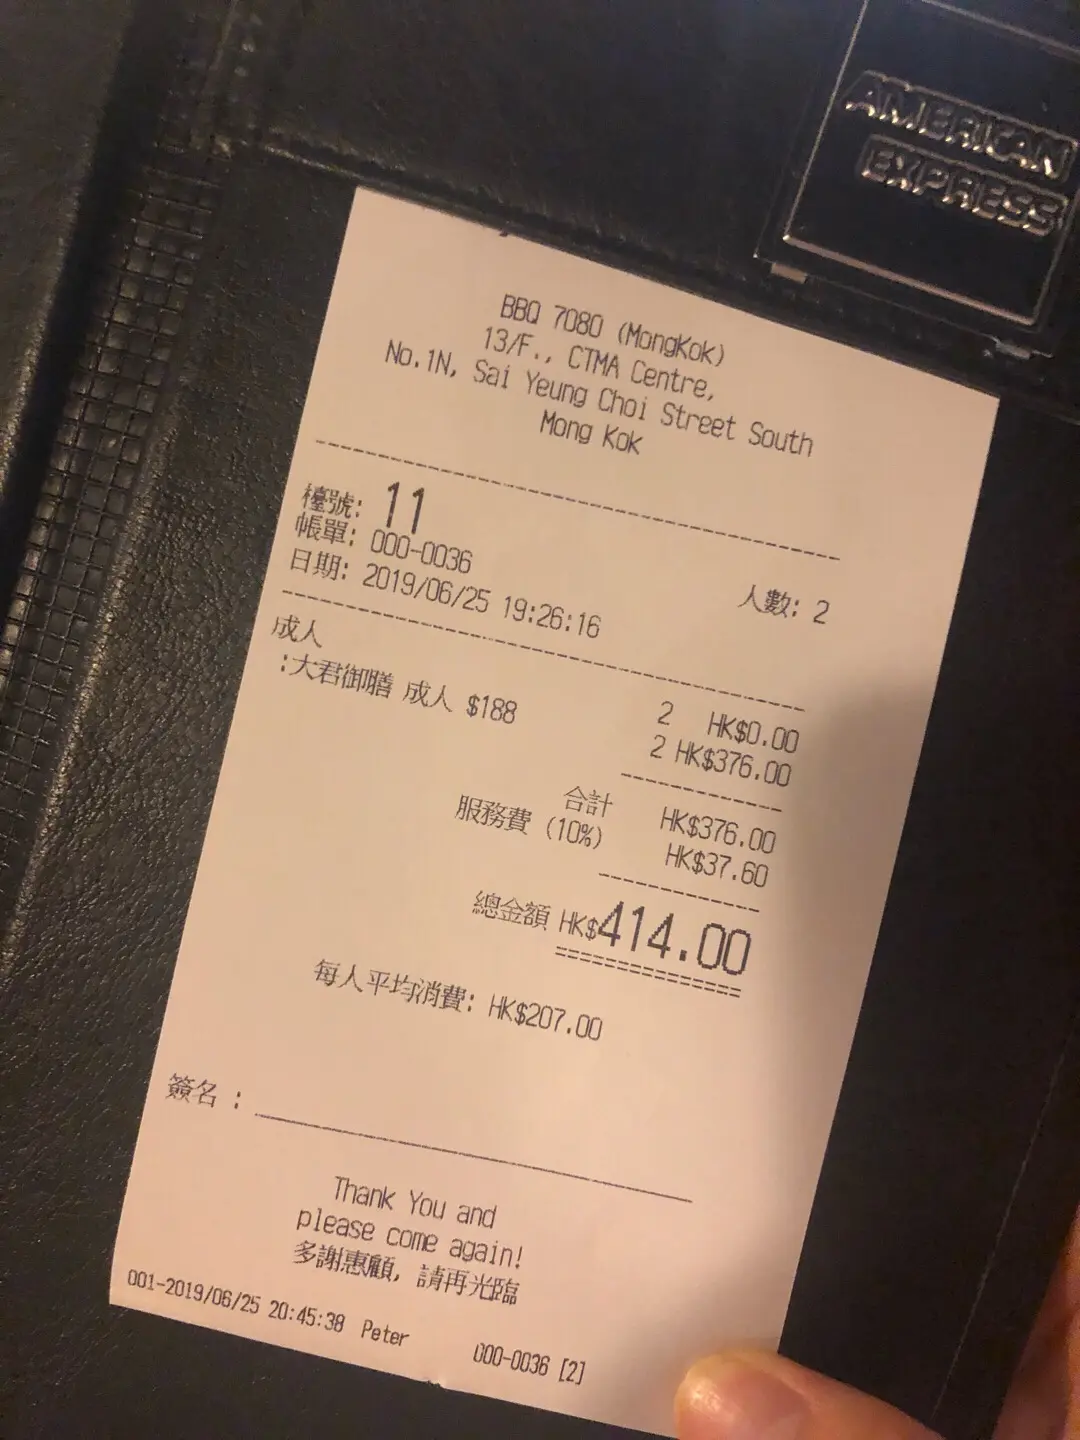 AMERICAN
EXPRESS
BBQ 7080 (MongKok)
13/F., CTMA Centre,
No.1N, Sai Yeung Choi Street South
Mong Kok
檯號: 11
帳單: 000-0036 人數: 2
日期: 2019/06/25 19:26:16
成人 2 HK$0.00
:大君御膳 成人 $188 2 HK$376.00
合計 HK$376.00
服務費 (10%) HK$37.60
總金額 HK$414.00
每人平均消費: HK$207.00
簽名 :
Thank You and
please come again!
多謝惠顧, 請再光臨
001-2019/06/25 20:45:38 Peter 000-0036 [2]